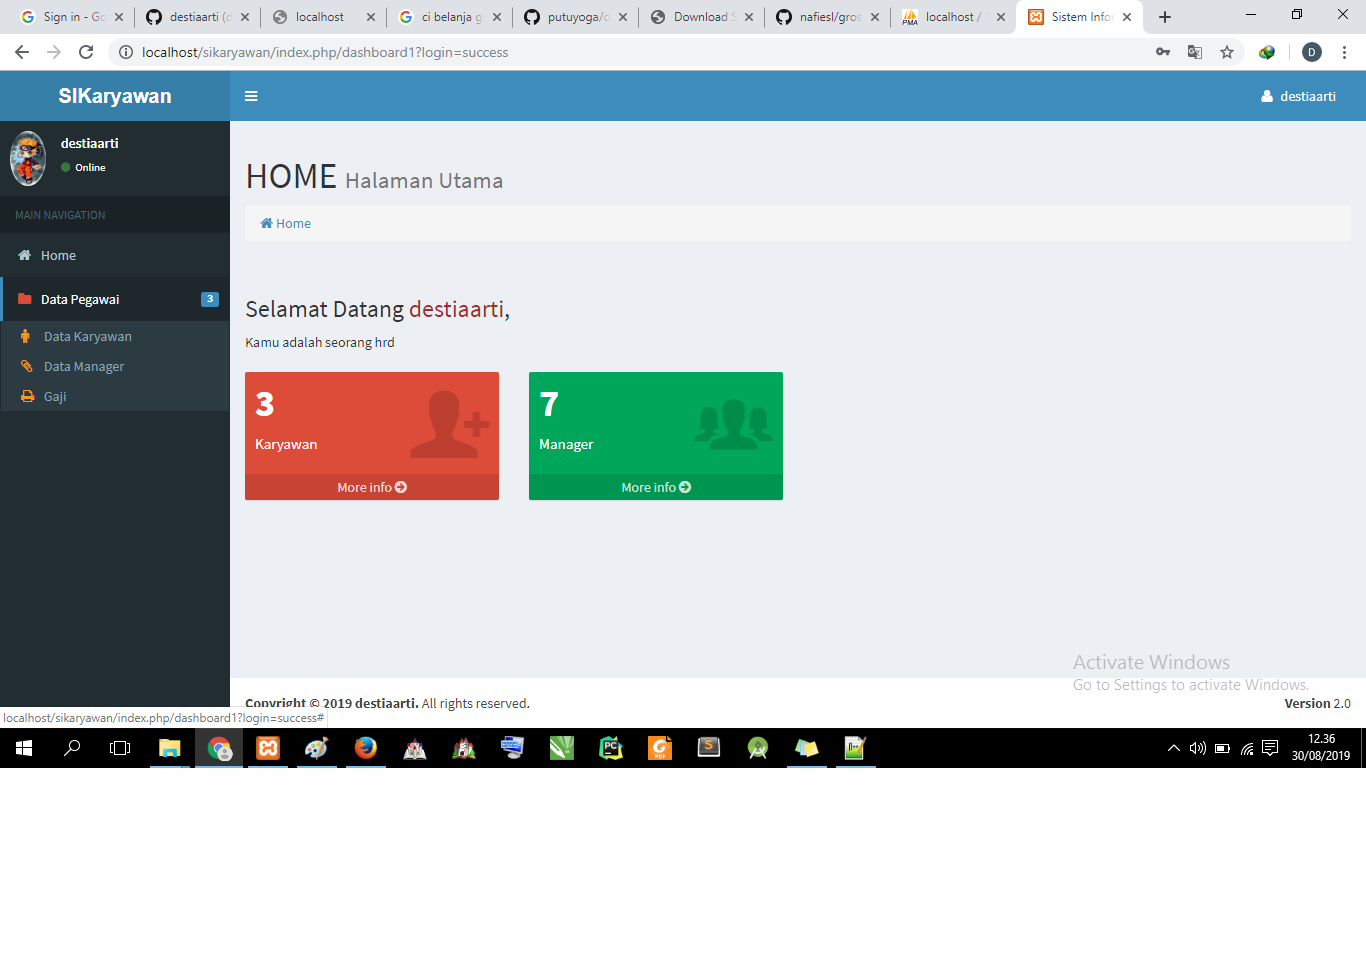 Sign in - Go
destiaarti (d
localhost
ci belanja g
putuyoga/d
Download S
nafiesl/gros
localhost /
Sistem Infor
localhost/sikaryawan/index.php/dashboard1?login=success
D
SIKaryawan
destiaarti
destiaarti
Online
MAIN NAVIGATION
Home
Data Pegawai 3
Data Karyawan
Data Manager
Gaji
HOME Halaman Utama
Home
Selamat Datang destiaarti,
Kamu adalah seorang hrd
3
Karyawan
More info
7
Manager
More info
Activate Windows
Go to Settings to activate Windows.
Copyright © 2019 destiaarti. All rights reserved.
Version 2.0
localhost/sikaryawan/index.php/dashboard1?login=success#
12.36
30/08/2019